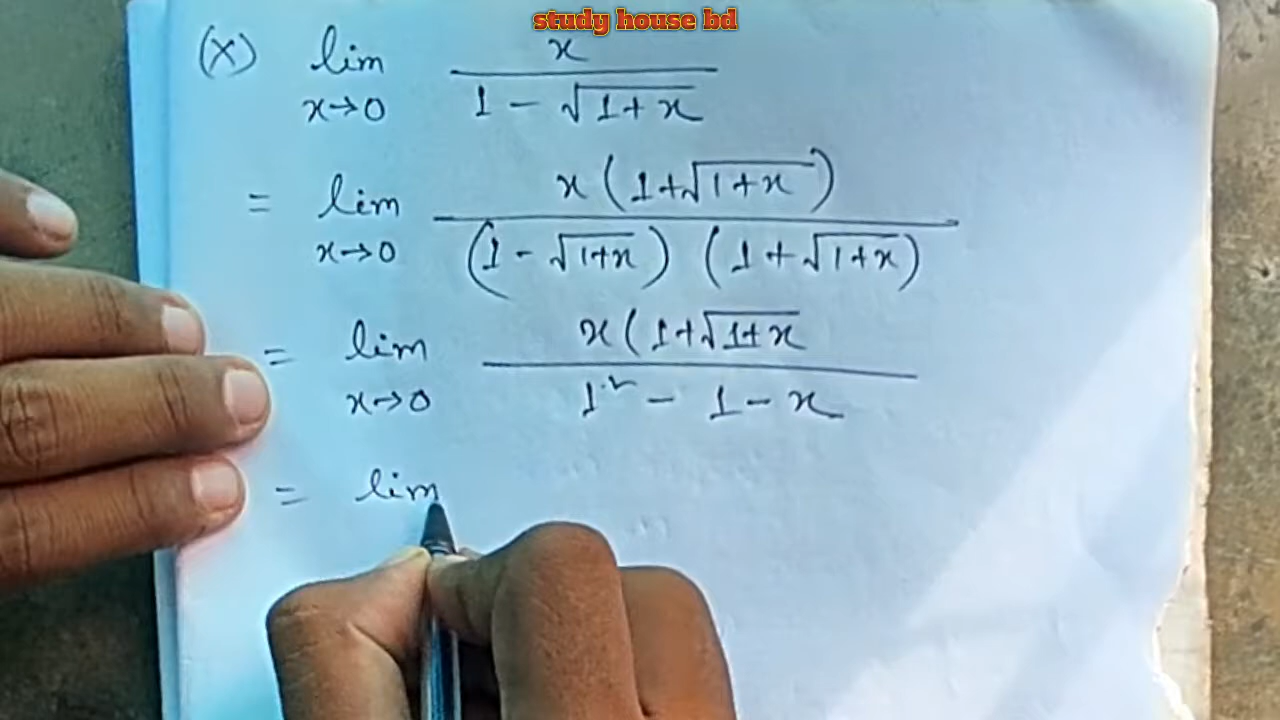 study house bd
(x) lim x→0 x / (1 - √(1+x))
= lim x→0 x(1+√(1+x)) / (1-√(1+x)) (1+√(1+x))
= lim x→0 x(1+√(1+x) / 1² - 1 - x
= lim